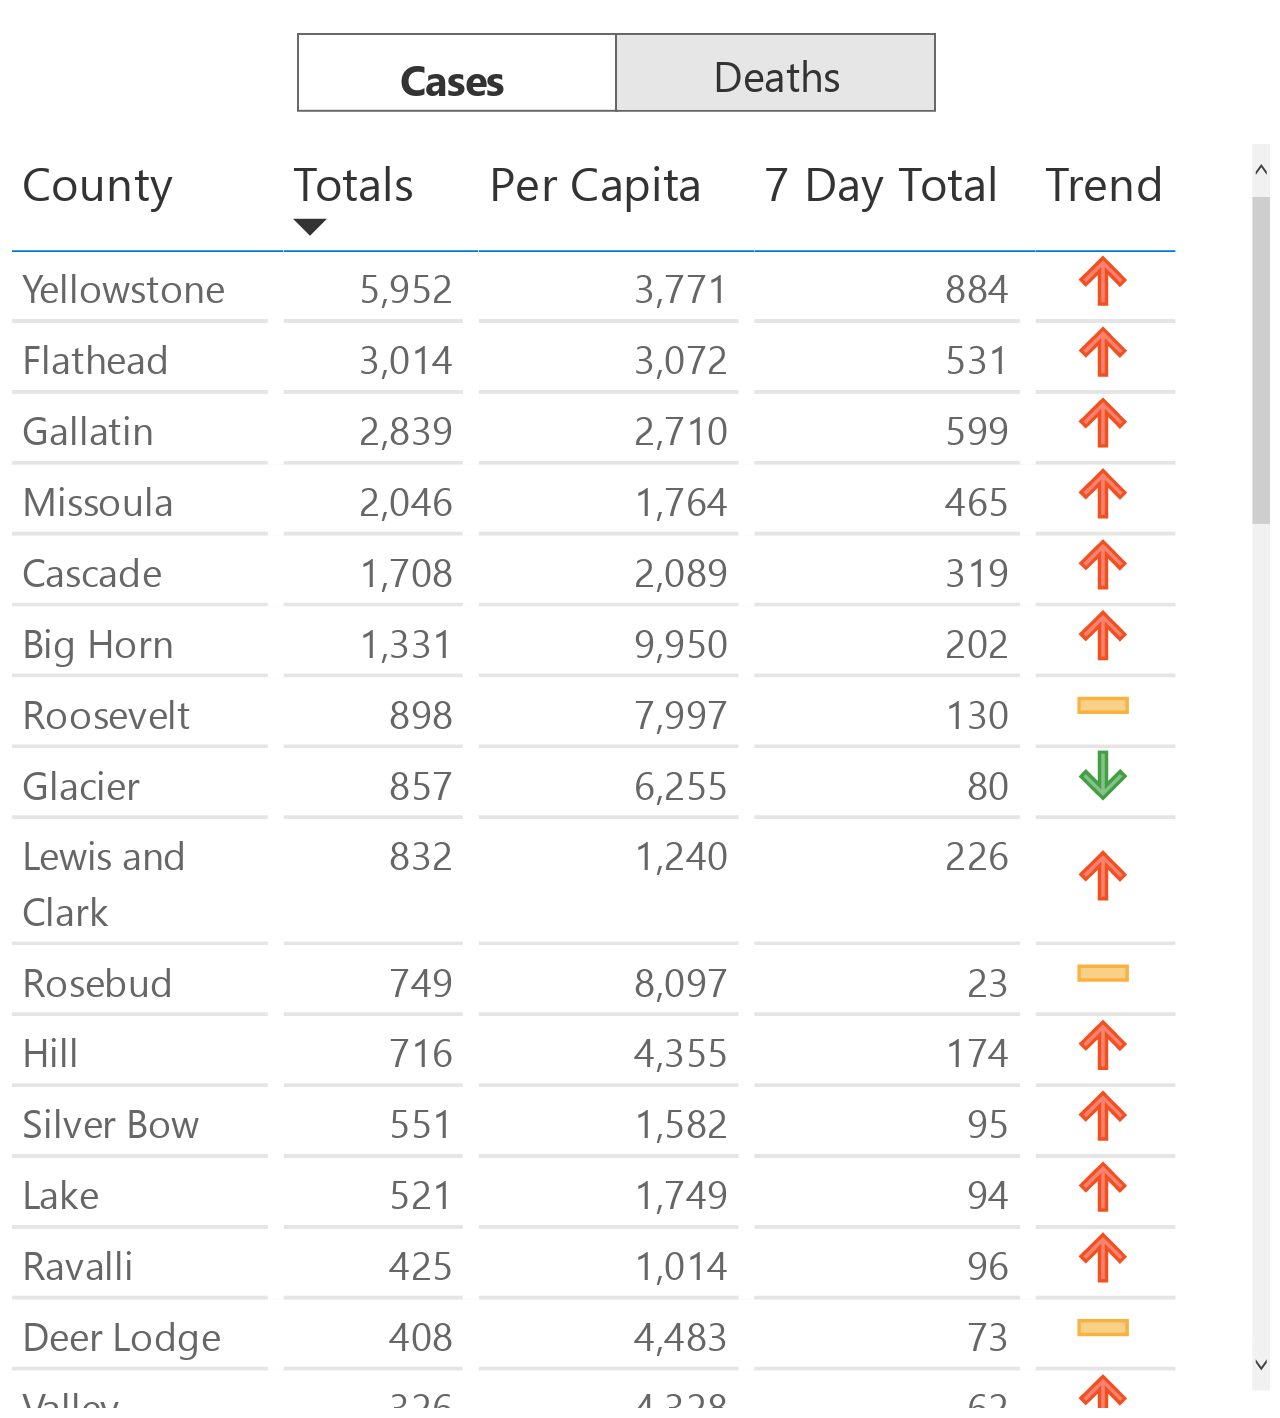 Cases Deaths
County Totals Per Capita 7 Day Total Trend
Yellowstone 5,952 3,771 884
Flathead 3,014 3,072 531
Gallatin 2,839 2,710 599
Missoula 2,046 1,764 465
Cascade 1,708 2,089 319
Big Horn 1,331 9,950 202
Roosevelt 898 7,997 130
Glacier 857 6,255 80
Lewis and 832 1,240 226
Clark
Rosebud 749 8,097 23
Hill 716 4,355 174
Silver Bow 551 1,582 95
Lake 521 1,749 94
Ravalli 425 1,014 96
Deer Lodge 408 4,483 73
Valley 326 4,328 62